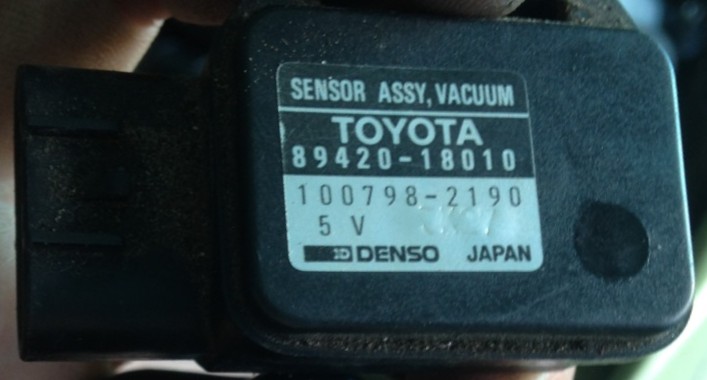 SENSOR ASSY, VACUUM
TOYOTA
89420-18010
100798-2190
5 V
DENSO JAPAN